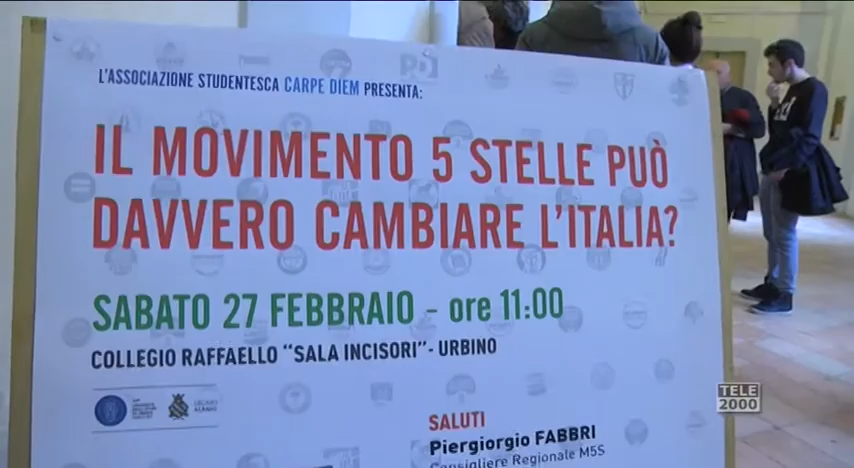 L'ASSOCIAZIONE STUDENTESCA CARPE DIEM PRESENTA:
IL MOVIMENTO 5 STELLE PUÒ
DAVVERO CAMBIARE L'ITALIA?
SABATO 27 FEBBRAIO - ore 11:00
COLLEGIO RAFFAELLO "SALA INCISORI"- URBINO
SALUTI
Piergiorgio FABBRI
Consigliere Regionale M5S
TELE
2000